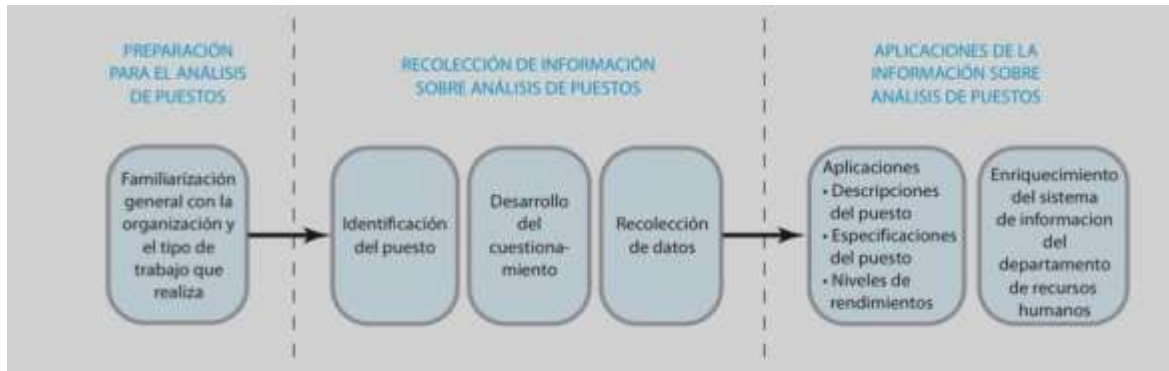 PREPARACIÓN
PARA EL ANÁLISIS
DE PUESTOS
RECOLECCIÓN DE INFORMACIÓN
SOBRE ANÁLISIS DE PUESTOS
APLICACIONES DE LA
INFORMACIÓN SOBRE
ANÁLISIS DE PUESTOS
Familiarización
general con la
organización y
el tipo de
trabajo que
realiza
Identificación
del puesto
Desarrollo
del
cuestiona-
miento
Recolección
de datos
Aplicaciones
• Descripciones
del puesto
• Especificaciones
del puesto
• Niveles de
rendimientos
Enriquecimiento
del sistema
de informacion
del
departamento
de recursos
humanos